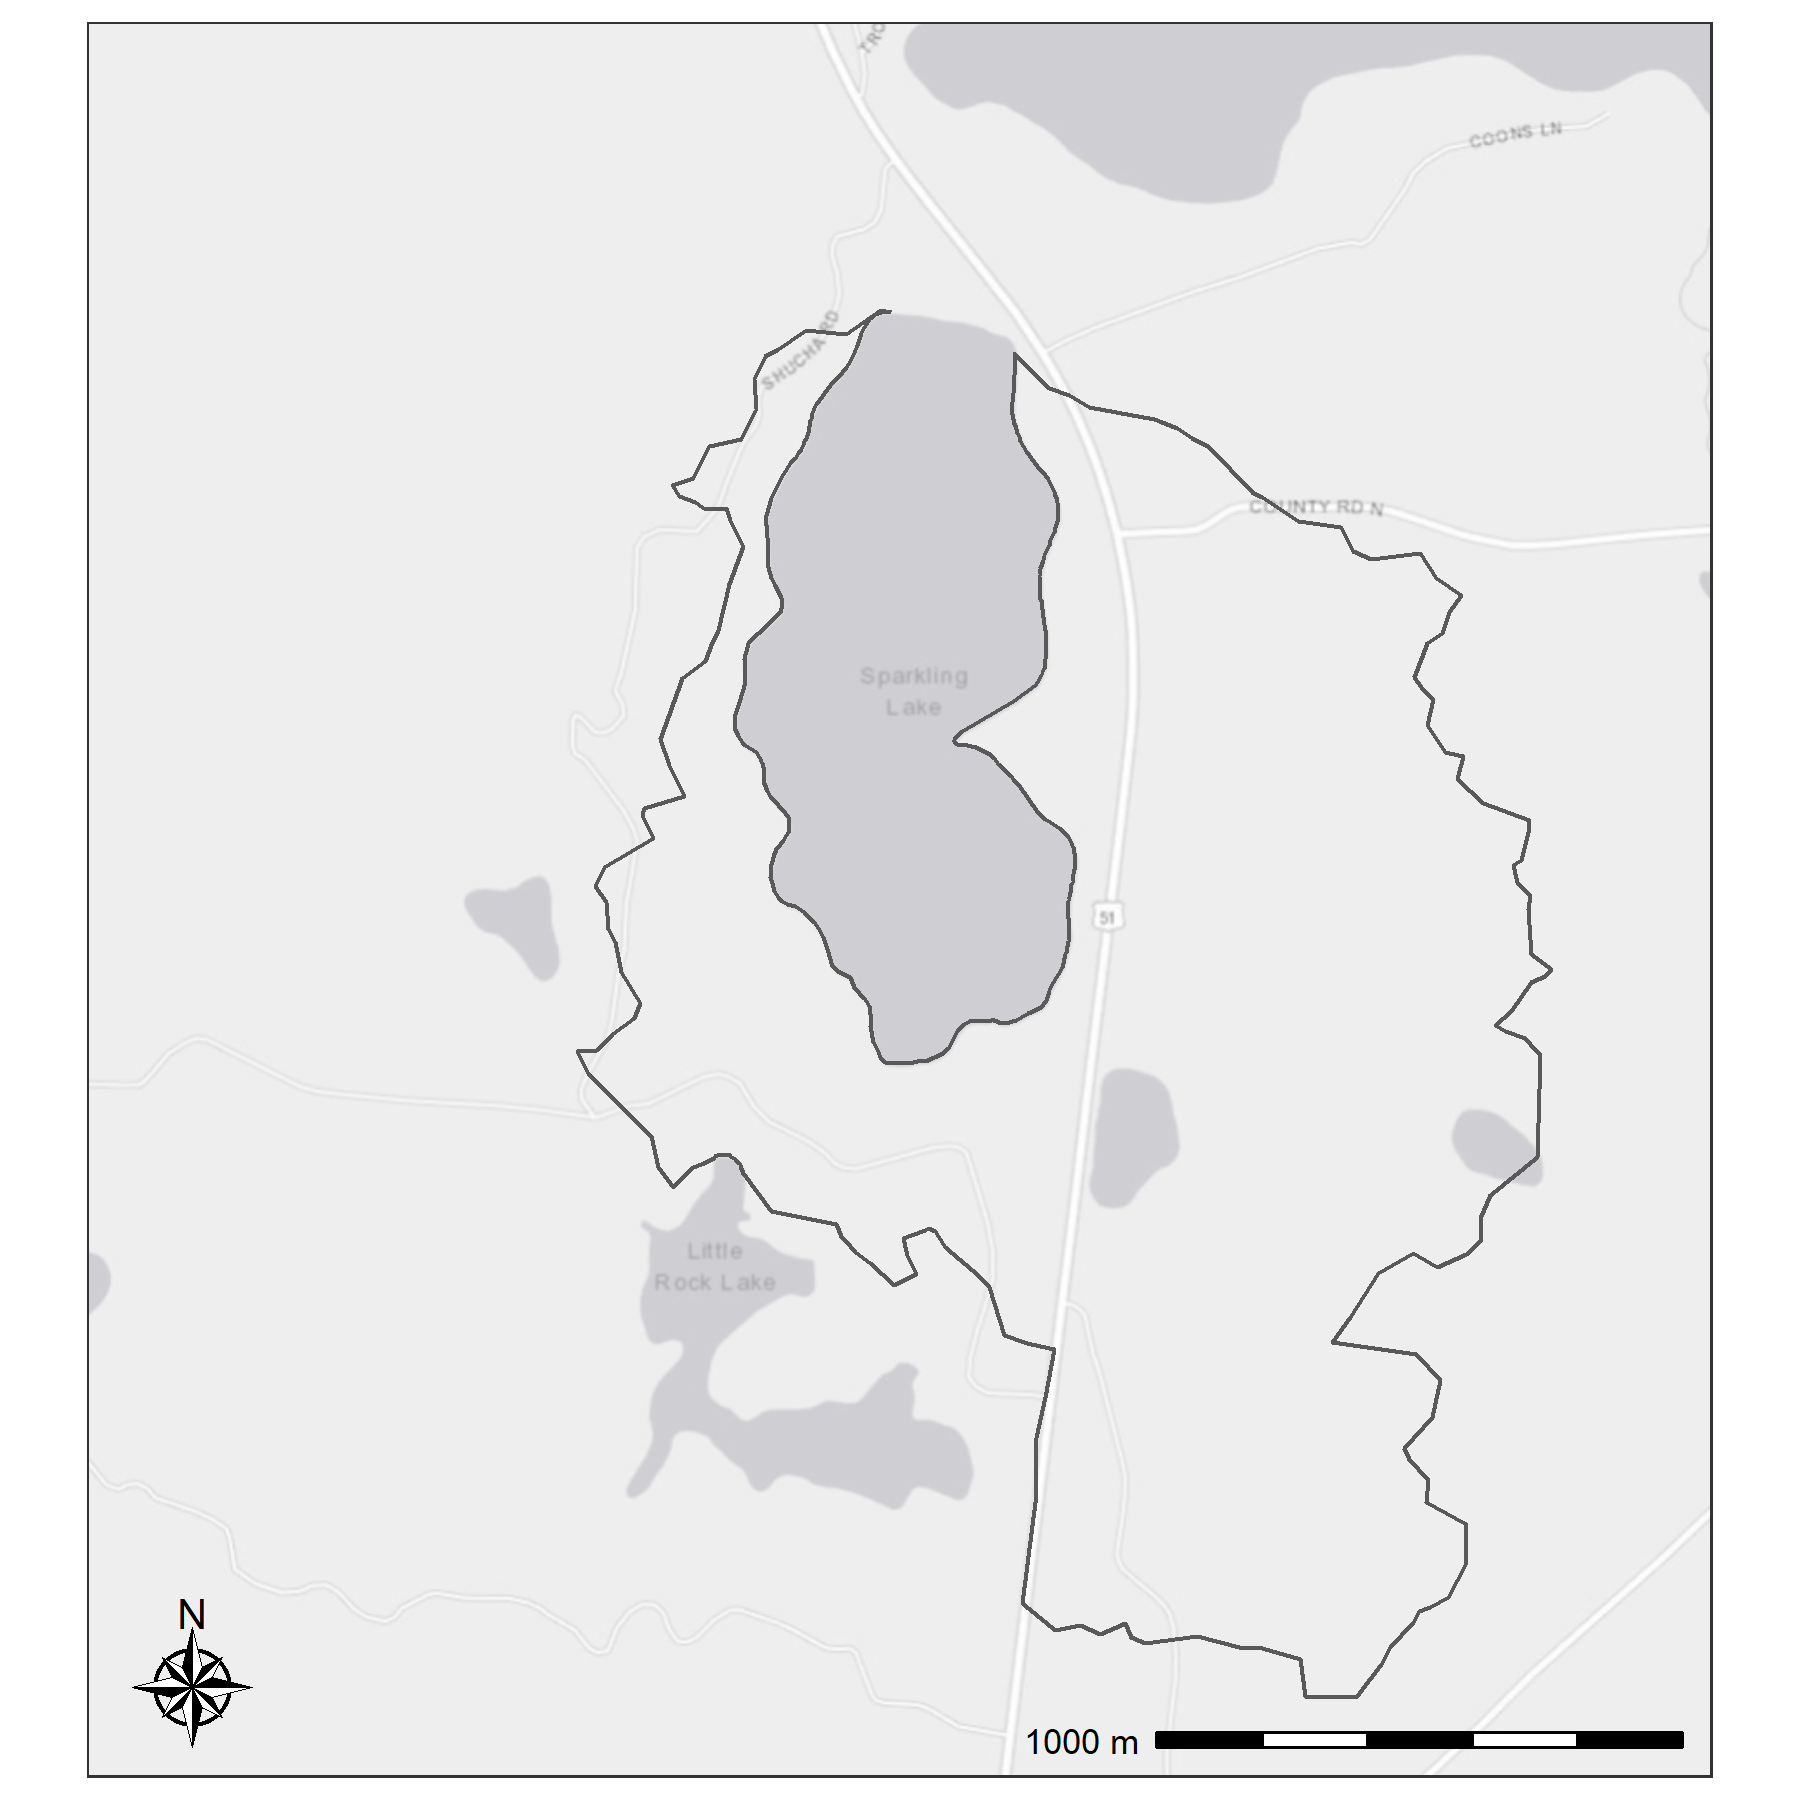 TRO
COONS LN
SHUCHA RD
COUNTY RD N
Sparkling
Lake
51
Little
Rock Lake
N
1000 m